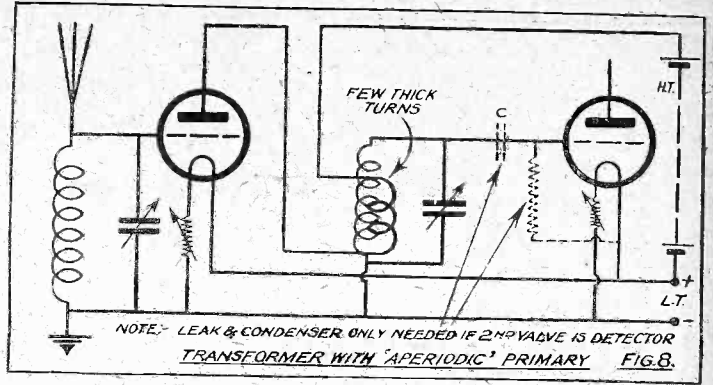 FEW THICK
TURNS
C
H.T.
+
L.T.
-
NOTE:- LEAK & CONDENSER ONLY NEEDED IF 2ND VALVE IS DETECTOR
TRANSFORMER WITH 'APERIODIC' PRIMARY FIG.8.